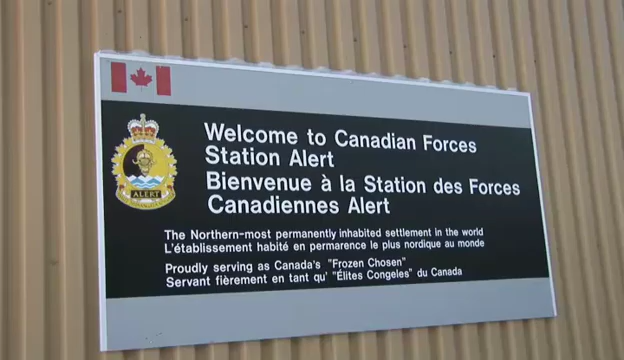 Welcome to Canadian Forces
Station Alert
Bienvenue à la Station des Forces
Canadiennes Alert
ALERT
The Northern-most permanently inhabited settlement in the world
L'établissement habité en permarence le plus nordique au monde
Proudly serving as Canada's "Frozen Chosen"
Servant fièrement en tant qu' "Élites Congeles" du Canada